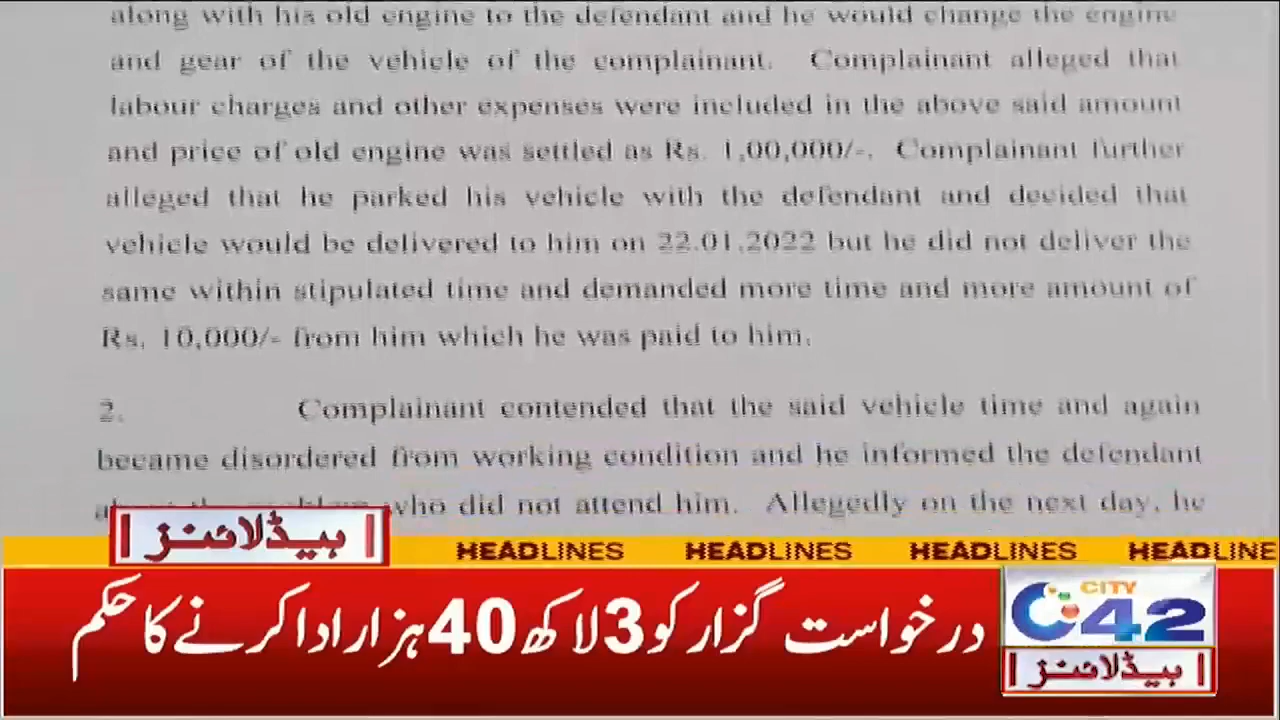 along with his old engine to the defendant and he would change the engine
and gear of the vehicle of the complainant. Complainant alleged that
labour charges and other expenses were included in the above said amount
and price of old engine was settled as Rs. 1,00,000/-. Complainant further
alleged that he parked his vehicle with the defendant and decided that
vehicle would be delivered to him on 22.01.2022 but he did not deliver the
same within stipulated time and demanded more time and more amount of
Rs. 10,000/- from him which he was paid to him.
2. Complainant contended that the said vehicle time and again
became disordered from working condition and he informed the defendant
who did not attend him. Allegedly on the next day, he
ہیڈلائنز
HEADLINES HEADLINES HEADLINES HEADLINE
درخواست گزار کو 3 لاکھ 40 ہزار ادا کرنے کا حکم
CITY
42
ہیڈلائنز